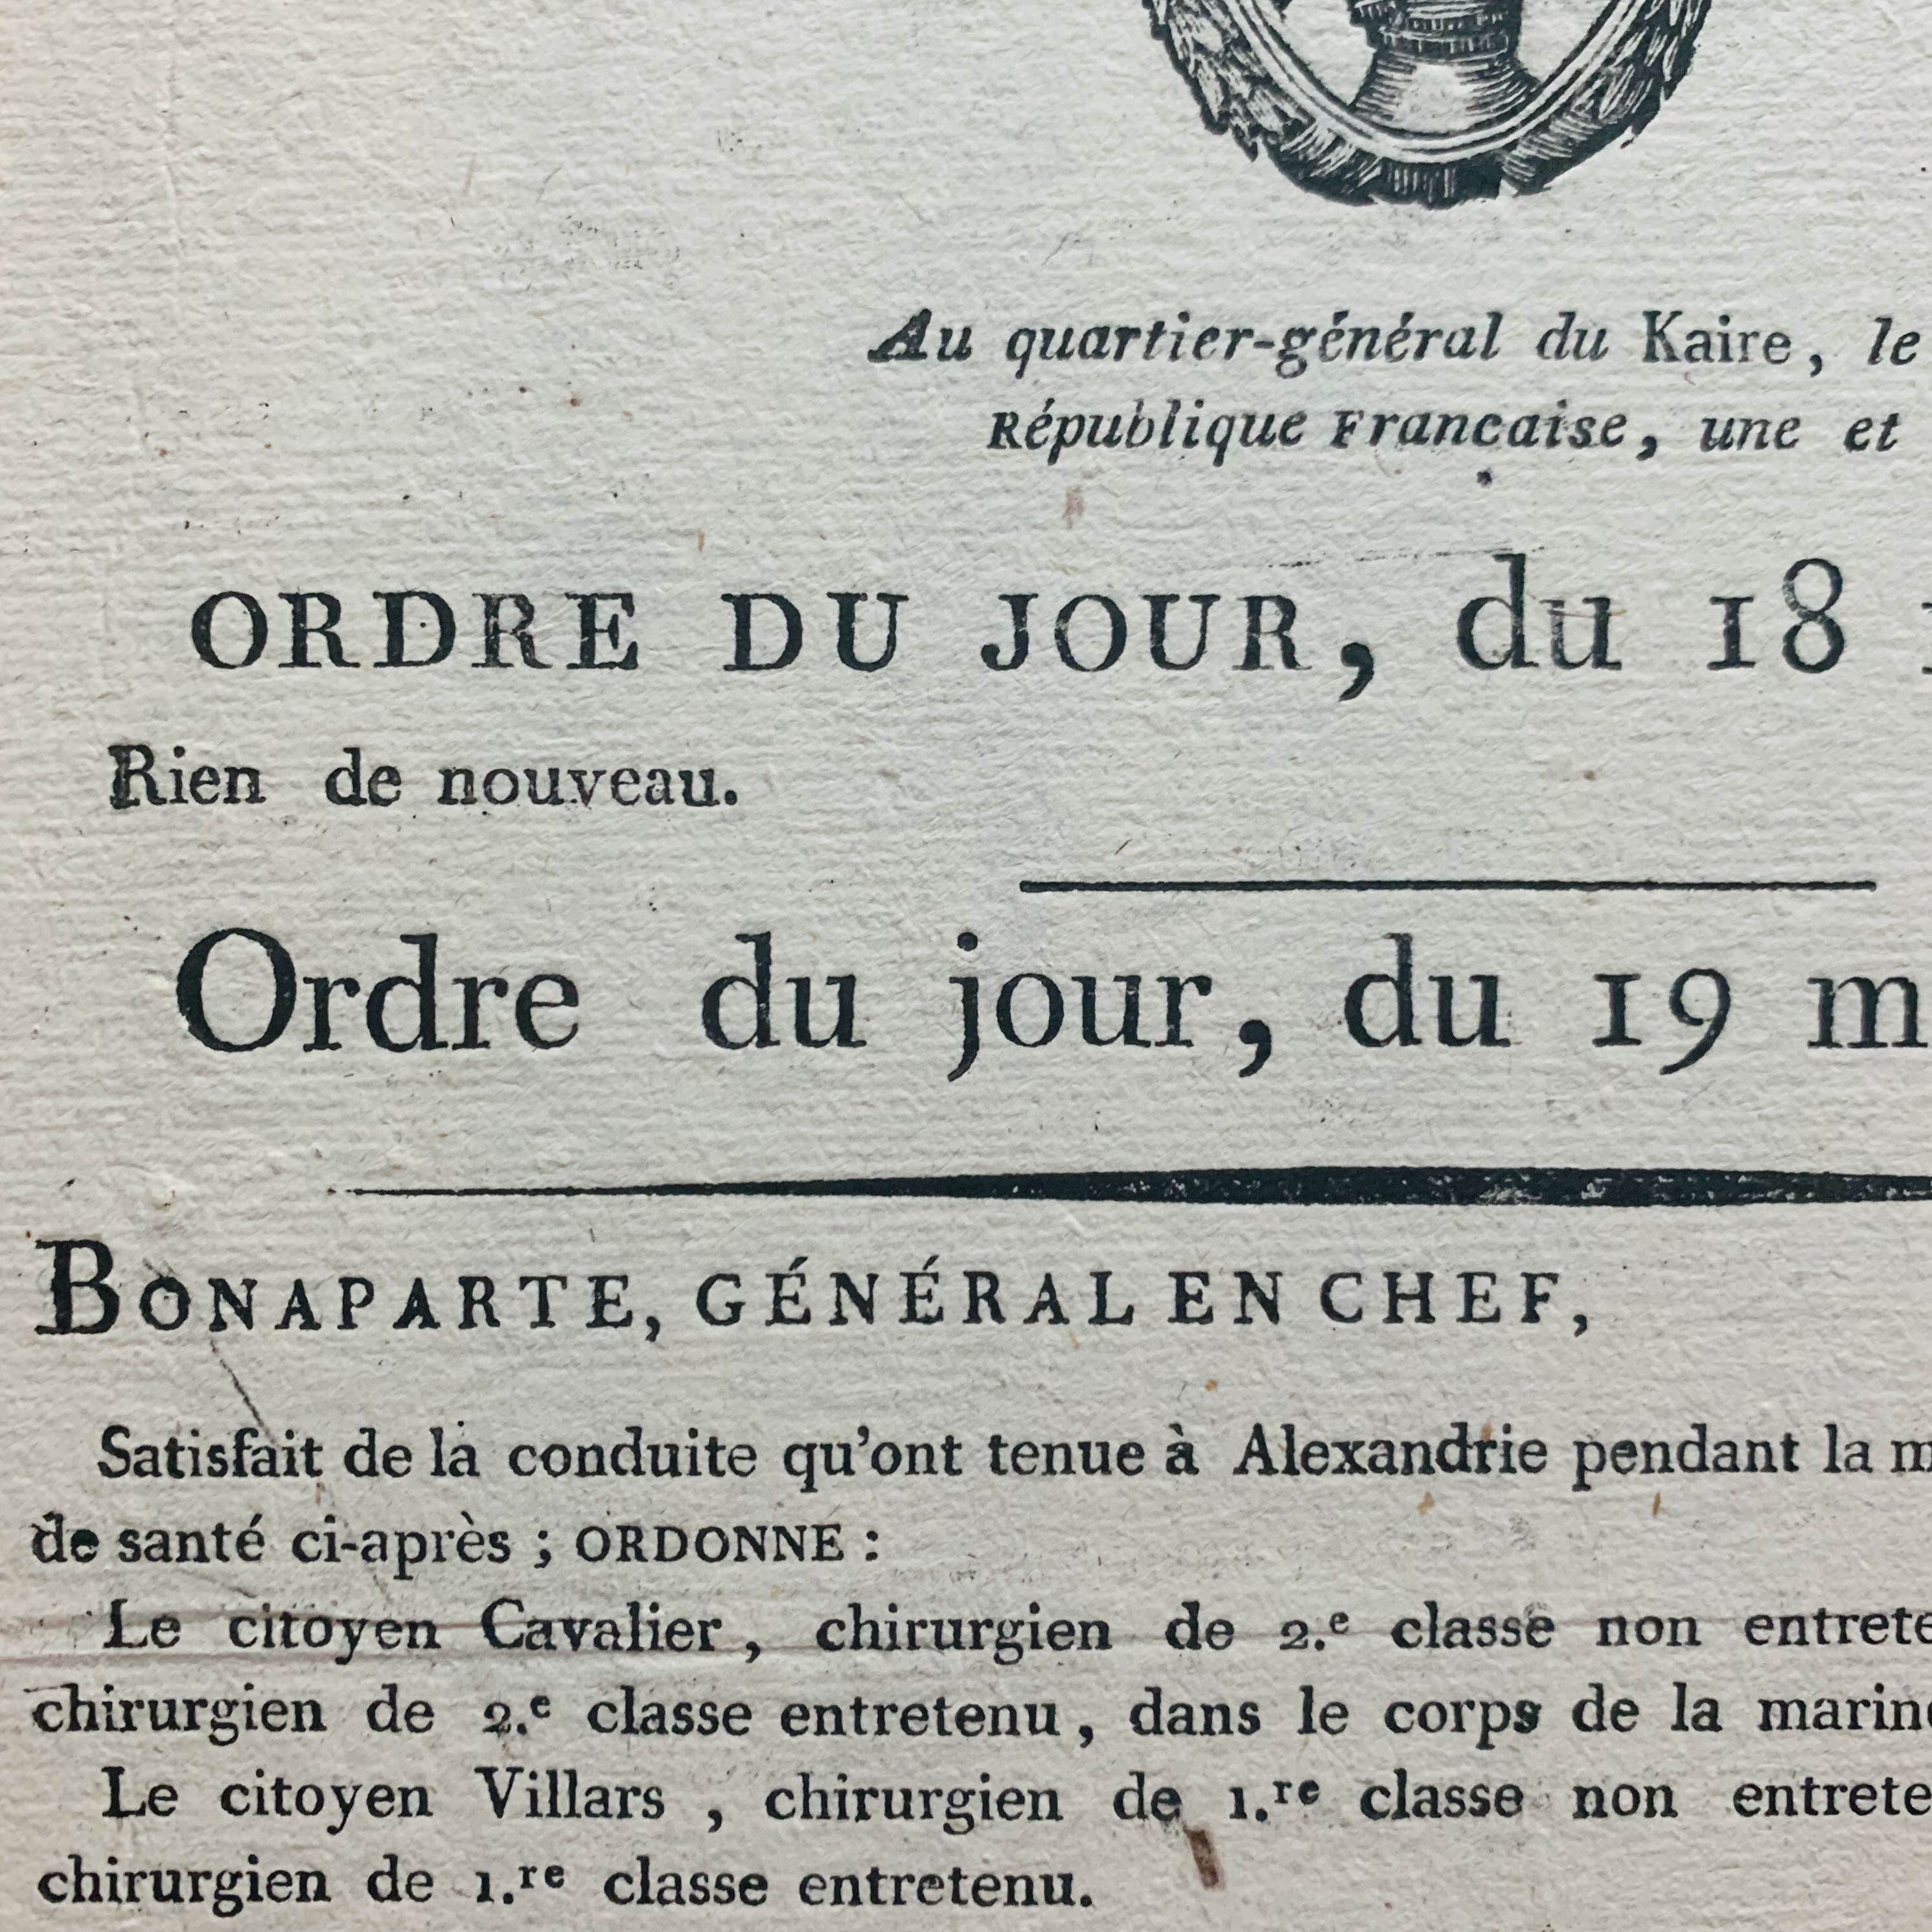 Au quartier-général du Kaire, le
République Francaise, une et
ORDRE DU JOUR, du 18
Rien de nouveau.
Ordre du jour, du 19 m
BONAPARTE, GÉNÉRAL EN CHEF,
Satisfait de la conduite qu'ont tenue à Alexandrie pendant la m
de santé ci-après ; ORDONNE :
Le citoyen Cavalier, chirurgien de 2.e classe non entrete
chirurgien de 2.e classe entretenu, dans le corps de la marine
Le citoyen Villars, chirurgien de 1.re classe non entrete
chirurgien de 1.re classe entretenu.